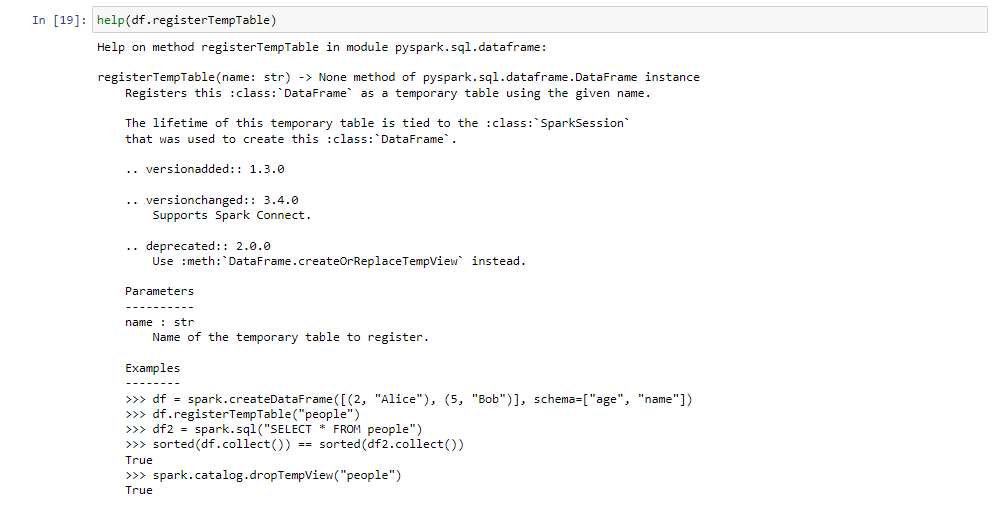 In [19]: help(df.registerTempTable)
Help on method registerTempTable in module pyspark.sql.dataframe:
registerTempTable(name: str) -> None method of pyspark.sql.dataframe.DataFrame instance
Registers this :class:`DataFrame` as a temporary table using the given name.
The lifetime of this temporary table is tied to the :class:`SparkSession`
that was used to create this :class:`DataFrame`.
.. versionadded:: 1.3.0
.. versionchanged:: 3.4.0
Supports Spark Connect.
.. deprecated:: 2.0.0
Use :meth:`DataFrame.createOrReplaceTempView` instead.
Parameters
----------
name : str
Name of the temporary table to register.
Examples
--------
>>> df = spark.createDataFrame([(2, "Alice"), (5, "Bob")], schema=["age", "name"])
>>> df.registerTempTable("people")
>>> df2 = spark.sql("SELECT * FROM people")
>>> sorted(df.collect()) == sorted(df2.collect())
True
>>> spark.catalog.dropTempView("people")
True